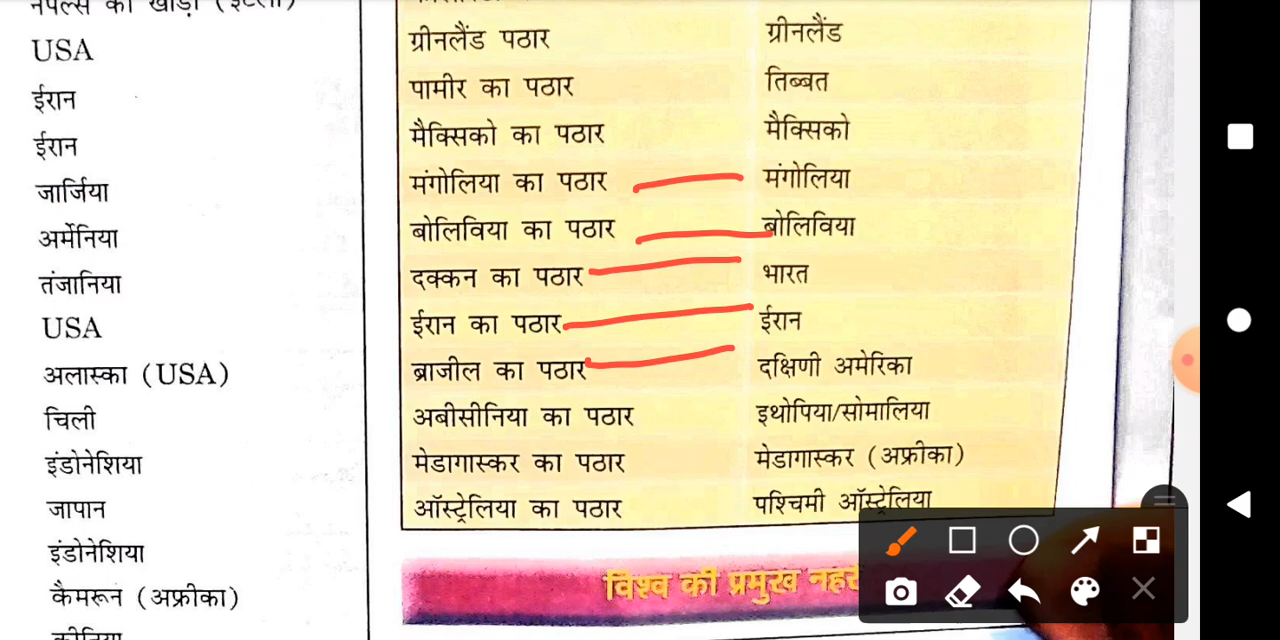 USA
ईरान
ईरान
जार्जिया
अर्मेनिया
तंजानिया
USA
अलास्का (USA)
चिली
इंडोनेशिया
जापान
इंडोनेशिया
कैमरून (अफ्रीका)
ग्रीनलैंड पठार ग्रीनलैंड
पामीर का पठार तिब्बत
मैक्सिको का पठार मैक्सिको
मंगोलिया का पठार मंगोलिया
बोलिविया का पठार बोलिविया
दक्कन का पठार भारत
ईरान का पठार ईरान
ब्राजील का पठार दक्षिणी अमेरिका
अबीसीनिया का पठार इथोपिया/सोमालिया
मेडागास्कर का पठार मेडागास्कर (अफ्रीका)
ऑस्ट्रेलिया का पठार पश्चिमी ऑस्ट्रेलिया
विश्व की प्रमुख